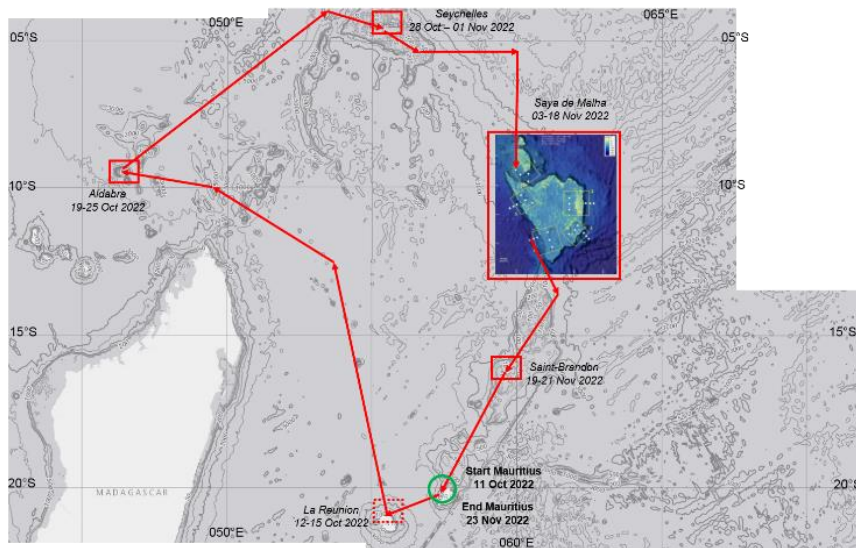 050°E
Seychelles
28 Oct – 01 Nov 2022
065°E
05°S
05°S
Saya de Malha
03-18 Nov 2022
10°S
10°S
Aldabra
19-25 Oct 2022
15°S
15°S
Saint-Brandon
19-21 Nov 2022
Start Mauritius
11 Oct 2022
20°S
20°S
MADAGASCAR
La Reunion
12-15 Oct 2022
End Mauritius
23 Nov 2022
050°E
060°E